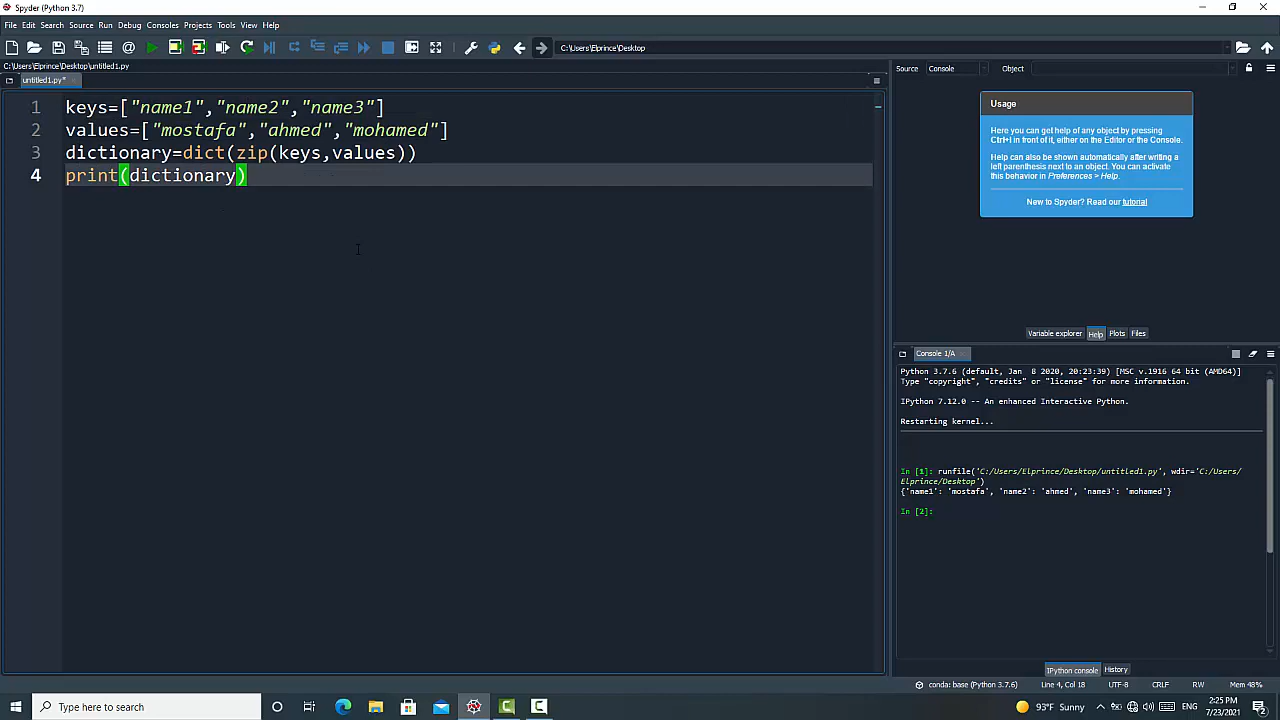 Spyder (Python 3.7)
File Edit Search Source Run Debug Consoles Projects Tools View Help
C:\Users\Elprince\Desktop
C:\Users\Elprince\Desktop\untitled1.py
untitled1.py*
1 keys=["name1","name2","name3"]
2 values=["mostafa","ahmed","mohamed"]
3 dictionary=dict(zip(keys,values))
4 print(dictionary)
Source Console Object
Usage
Here you can get help of any object by pressing
Ctrl+I in front of it, either on the Editor or the Console.
Help can also be shown automatically after writing a
left parenthesis next to an object. You can activate
this behavior in Preferences > Help.
New to Spyder? Read our tutorial
Variable explorer Help Plots Files
Console 1/A
Python 3.7.6 (default, Jan  8 2020, 20:23:39) [MSC v.1916 64 bit (AMD64)]
Type "copyright", "credits" or "license" for more information.
IPython 7.12.0 -- An enhanced Interactive Python.
Restarting kernel...
In [1]: runfile('C:/Users/Elprince/Desktop/untitled1.py', wdir='C:/Users/
Elprince/Desktop')
{'name1': 'mostafa', 'name2': 'ahmed', 'name3': 'mohamed'}
In [2]:
IPython console History
conda: base (Python 3.7.6) Line 4, Col 18 UTF-8 CRLF RW Mem 48%
Type here to search
93°F Sunny ENG 2:25 PM
7/23/2021
2